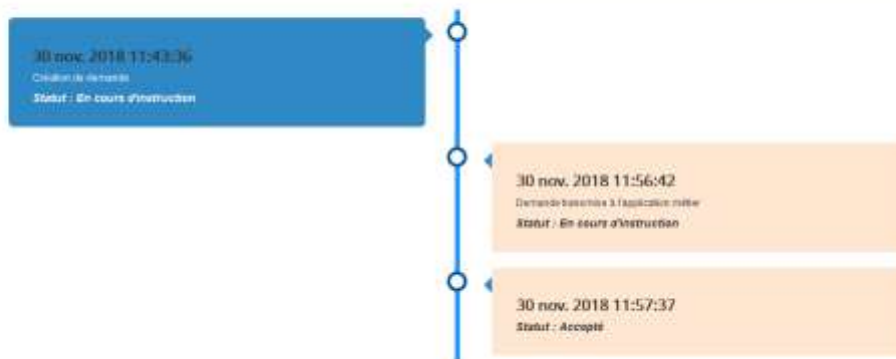 30 nov. 2018 11:43:36
Création de demande
Statut : En cours d'instruction
30 nov. 2018 11:56:42
Demande transmise à l'application métier
Statut : En cours d'instruction
30 nov. 2018 11:57:37
Statut : Accepté